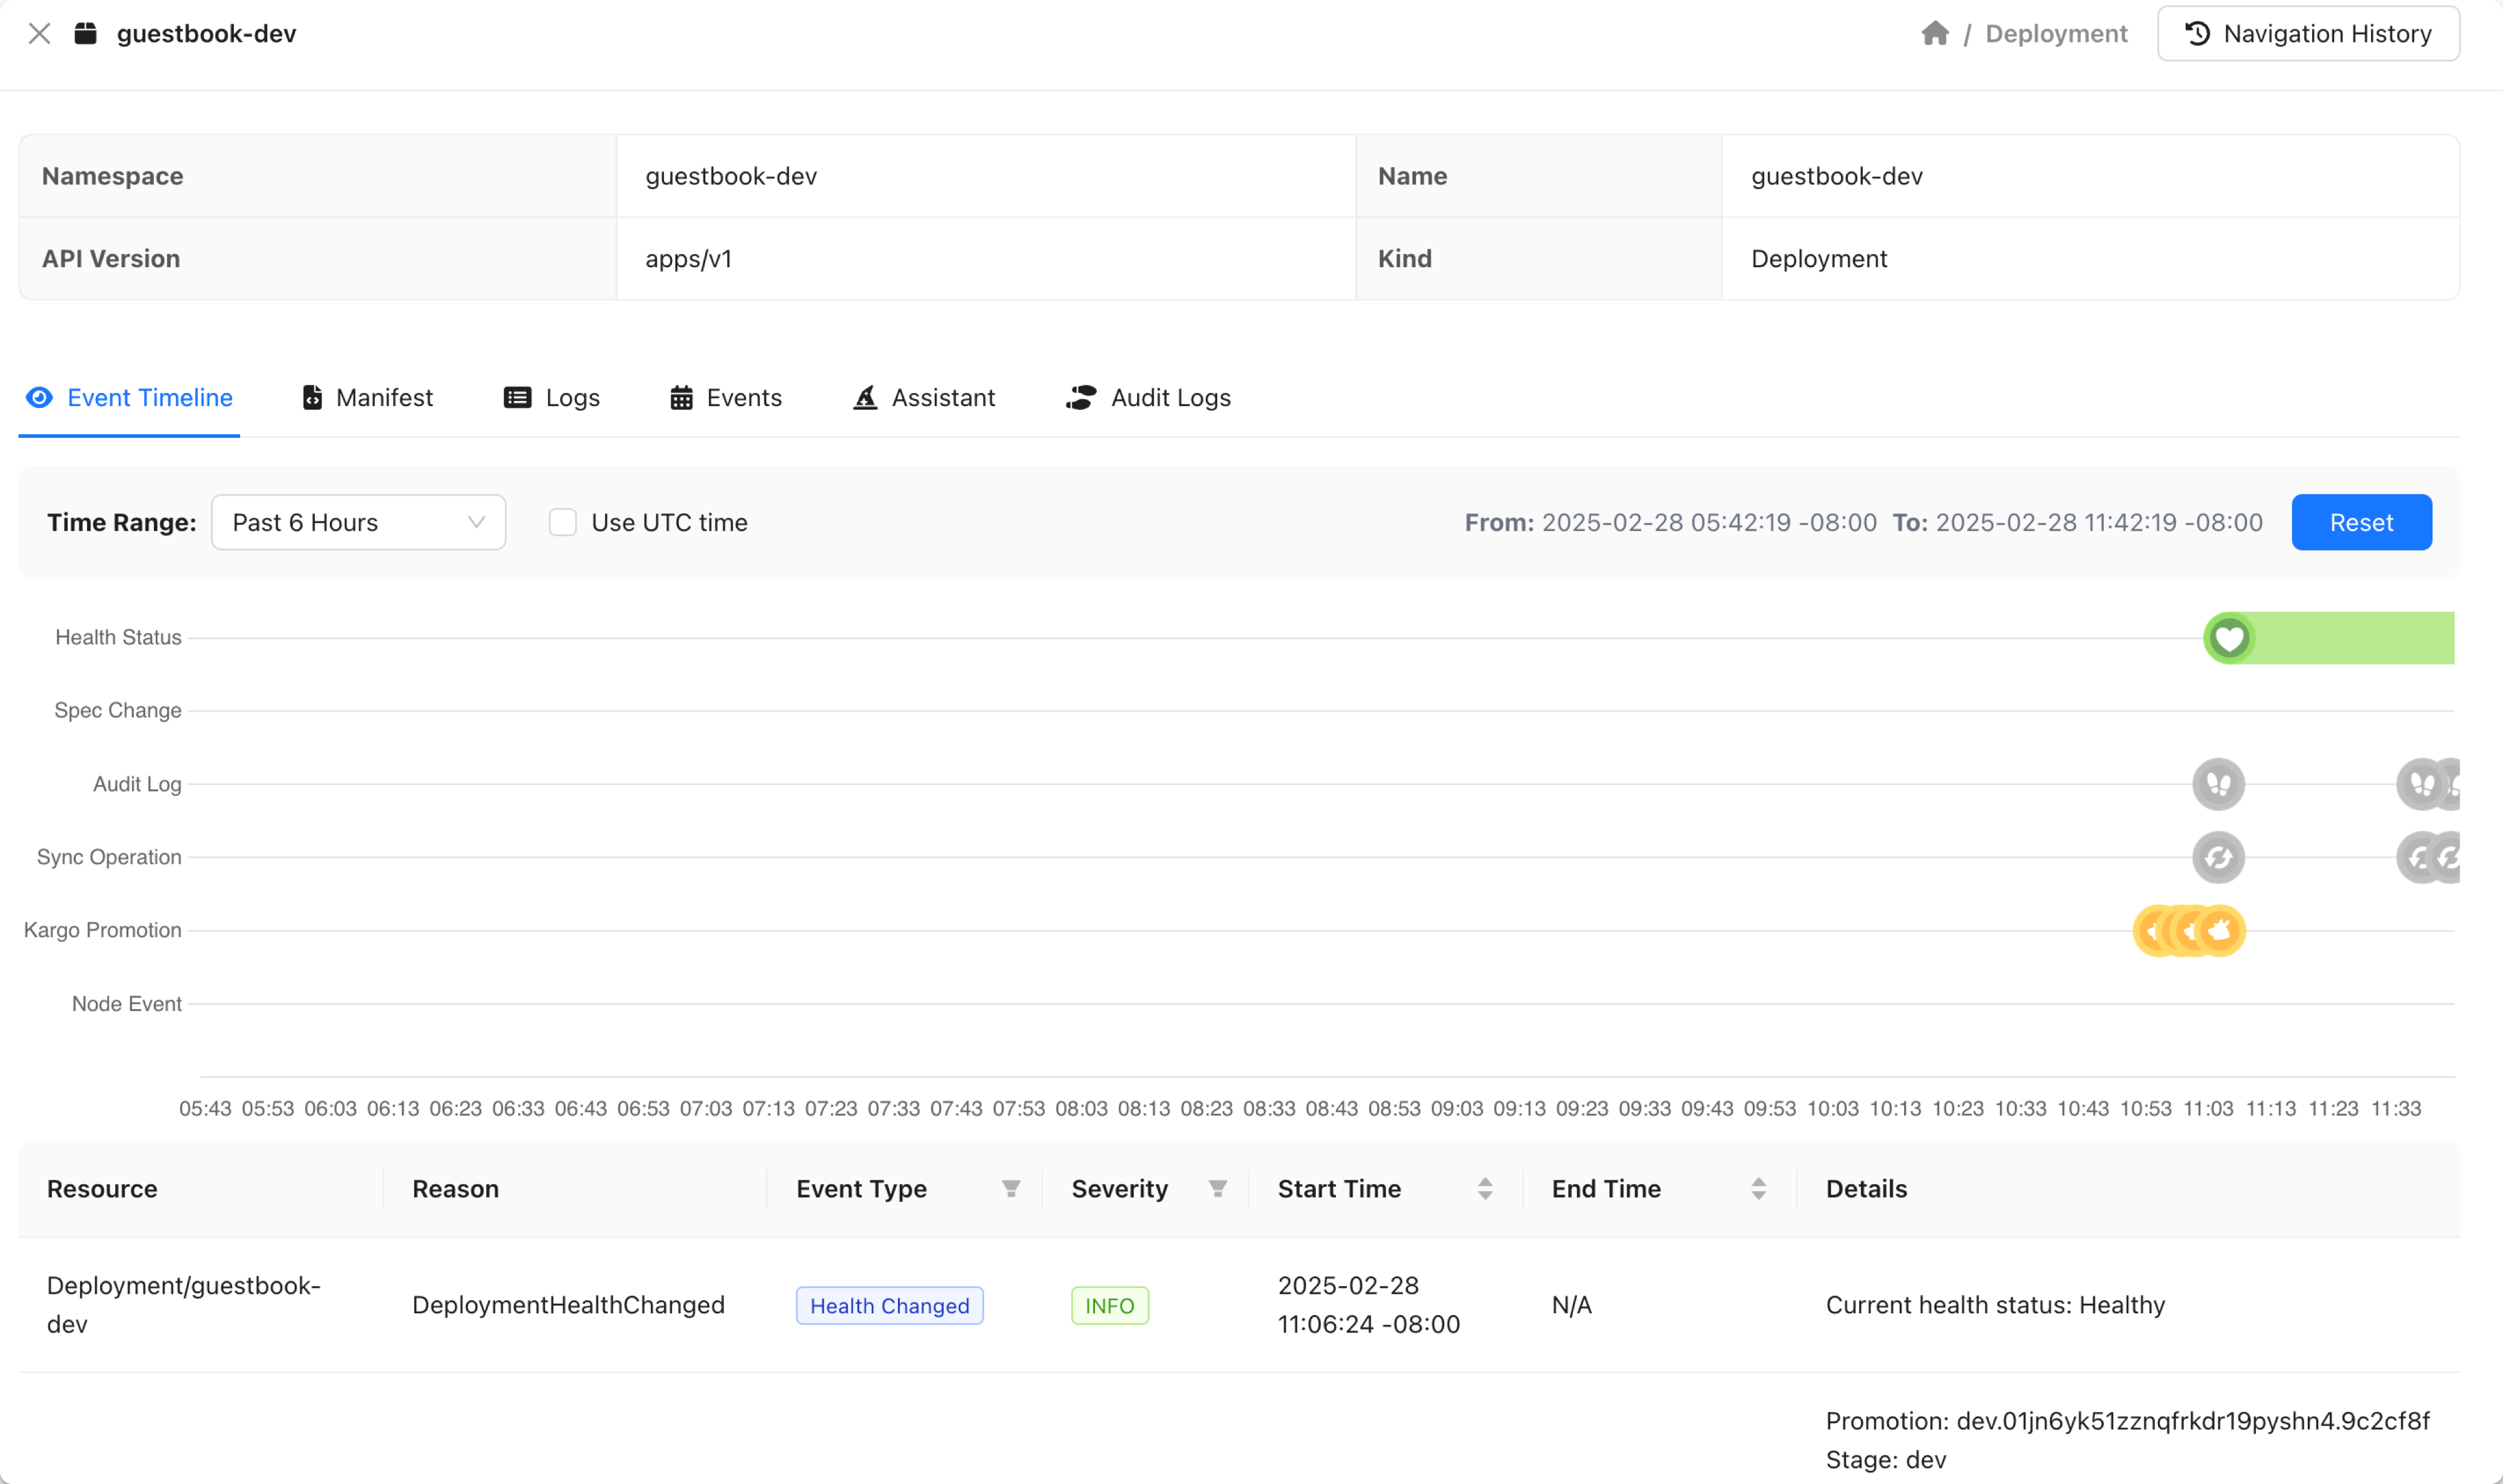 guestbook-dev
/ Deployment
Navigation History
Namespace
guestbook-dev
Name
guestbook-dev
API Version
apps/v1
Kind
Deployment
Event Timeline
Manifest
Logs
Events
Assistant
Audit Logs
Time Range:
Past 6 Hours
Use UTC time
From: 2025-02-28 05:42:19 -08:00 To: 2025-02-28 11:42:19 -08:00
Reset
Health Status
Spec Change
Audit Log
Sync Operation
Kargo Promotion
Node Event
05:43 05:53 06:03 06:13 06:23 06:33 06:43 06:53 07:03 07:13 07:23 07:33 07:43 07:53 08:03 08:13 08:23 08:33 08:43 08:53 09:03 09:13 09:23 09:33 09:43 09:53 10:03 10:13 10:23 10:33 10:43 10:53 11:03 11:13 11:23 11:33
Resource
Reason
Event Type
Severity
Start Time
End Time
Details
Deployment/guestbook-
dev
DeploymentHealthChanged
Health Changed
INFO
2025-02-28
11:06:24 -08:00
N/A
Current health status: Healthy
Promotion: dev.01jn6yk51zznqfrkdr19pyshn4.9c2cf8f
Stage: dev